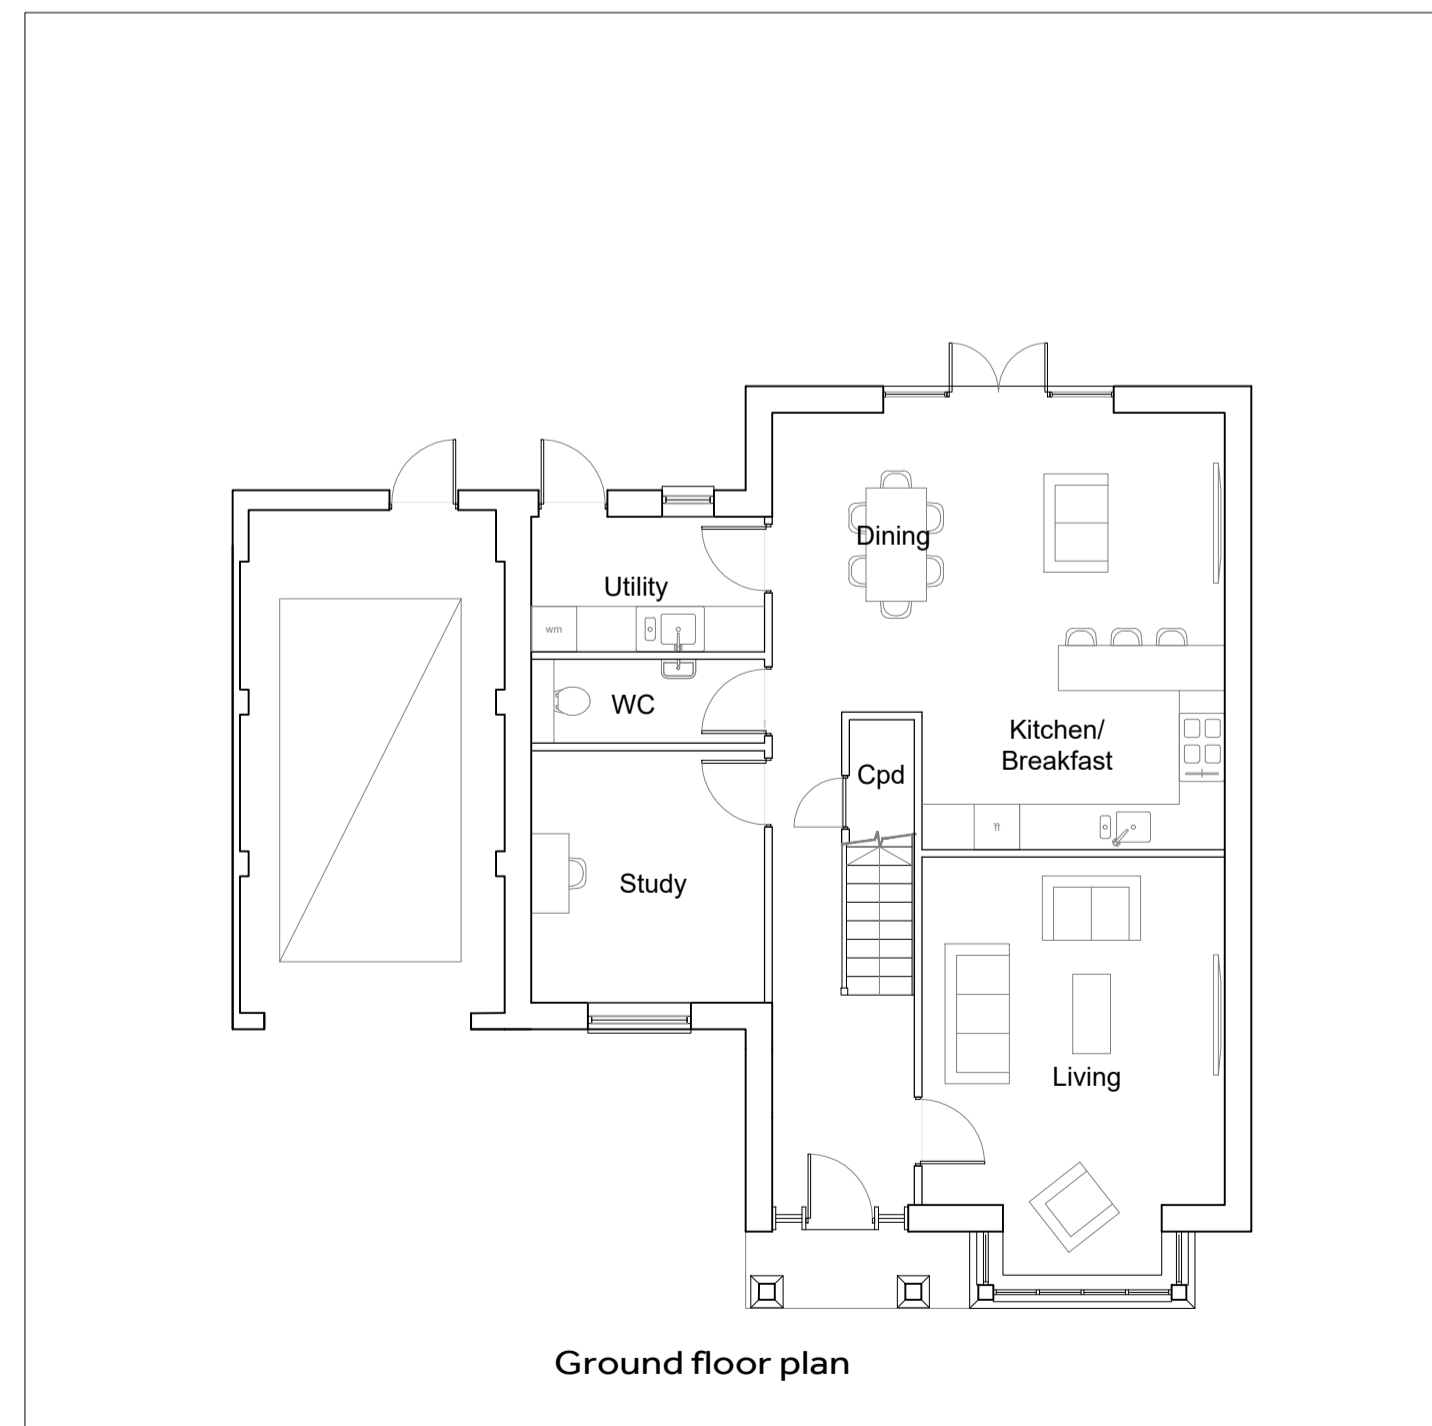 Dining
Utility
wm
WC
Kitchen/
Breakfast
Cpd
Study
Living
Ground floor plan